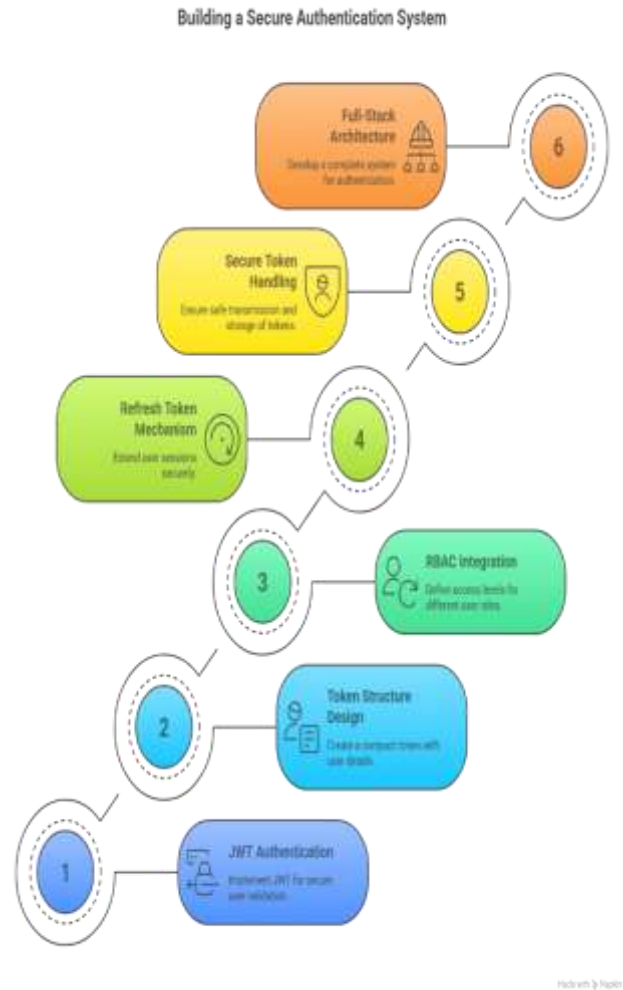 Building a Secure Authentication System
Full-Stack
Architecture
Develop a complete system
for authentication.
6
Secure Token
Handling
Ensure safe transmission and
storage of tokens.
5
Refresh Token
Mechanism
Extend user sessions
securely.
4
3
RBAC Integration
Define access levels for
different user roles.
2
Token Structure
Design
Create a compact token with
user details.
1
JWT Authentication
Implement JWT for secure
user validation.
Made with Napkin